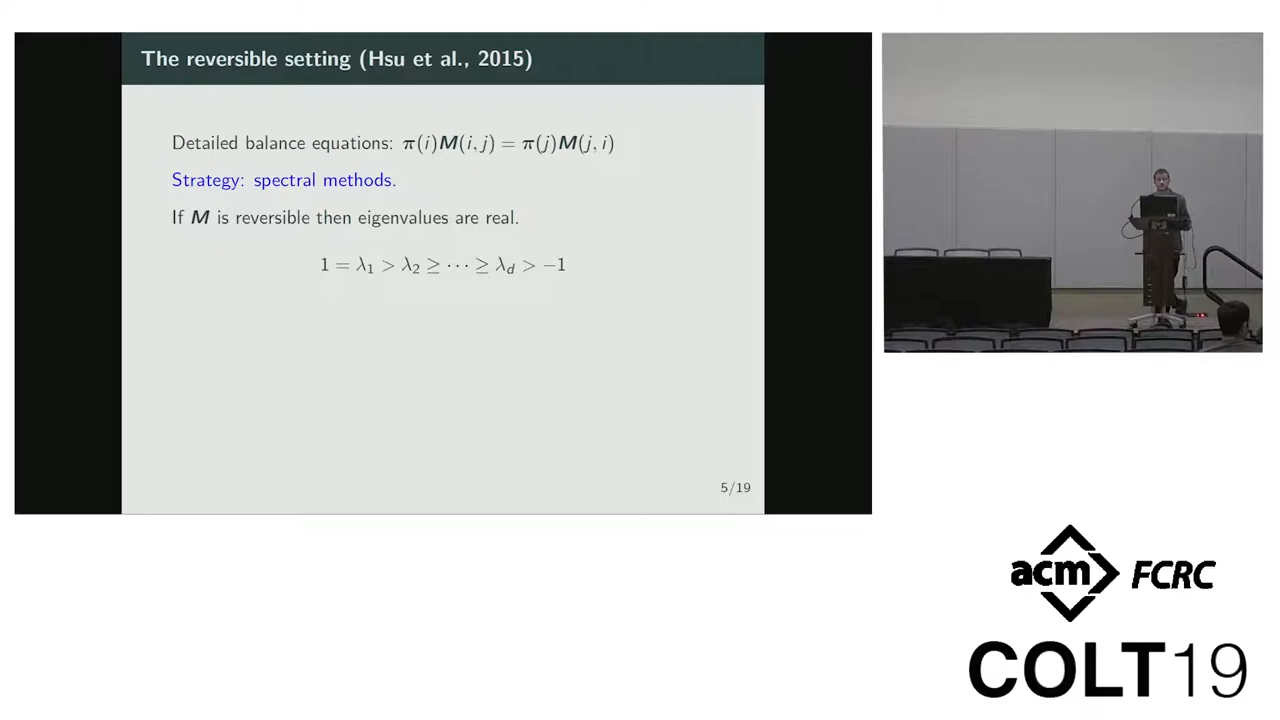 The reversible setting (Hsu et al., 2015)
Detailed balance equations: π(i)M(i, j) = π(j)M(j, i)
Strategy: spectral methods.
If M is reversible then eigenvalues are real.
1 = λ₁ > λ₂ ≥ ⋯ ≥ λ_d > −1
5/19
acm FCRC
COLT19